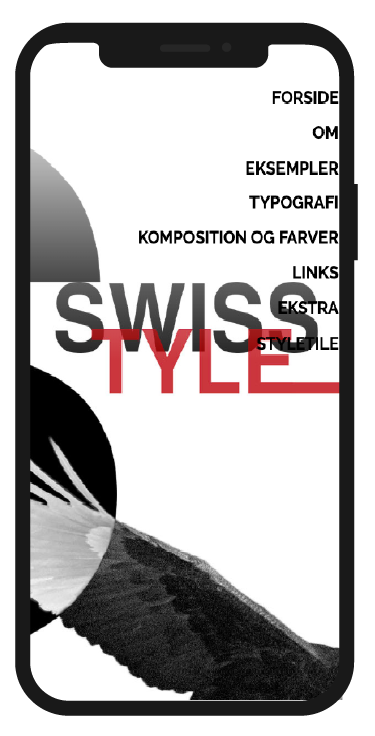 FORSIDE
OM
EKSEMPLER
TYPOGRAFI
KOMPOSITION OG FARVER
LINKS
SWISS
EKSTRA
TYLE
STYLETILE